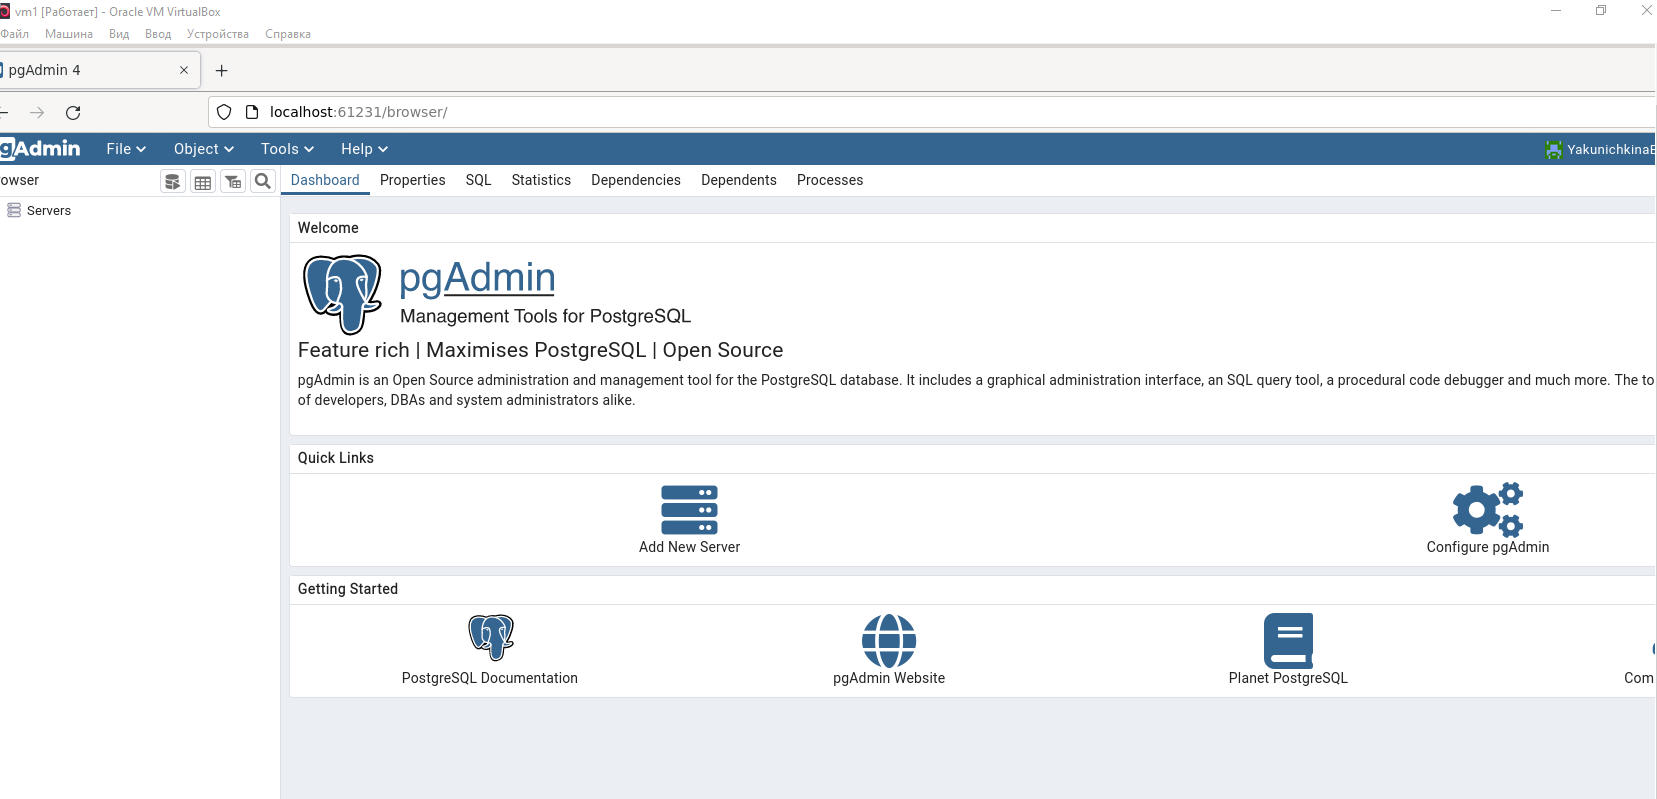 vm1 [Работает] - Oracle VM VirtualBox
Файл Машина Вид Ввод Устройства Справка
pgAdmin 4
localhost:61231/browser/
gAdmin File Object Tools Help YakunichkinaE
owser Dashboard Properties SQL Statistics Dependencies Dependents Processes
Servers
Welcome
pgAdmin
Management Tools for PostgreSQL
Feature rich | Maximises PostgreSQL | Open Source
pgAdmin is an Open Source administration and management tool for the PostgreSQL database. It includes a graphical administration interface, an SQL query tool, a procedural code debugger and much more. The to
of developers, DBAs and system administrators alike.
Quick Links
Add New Server Configure pgAdmin
Getting Started
PostgreSQL Documentation pgAdmin Website Planet PostgreSQL Com